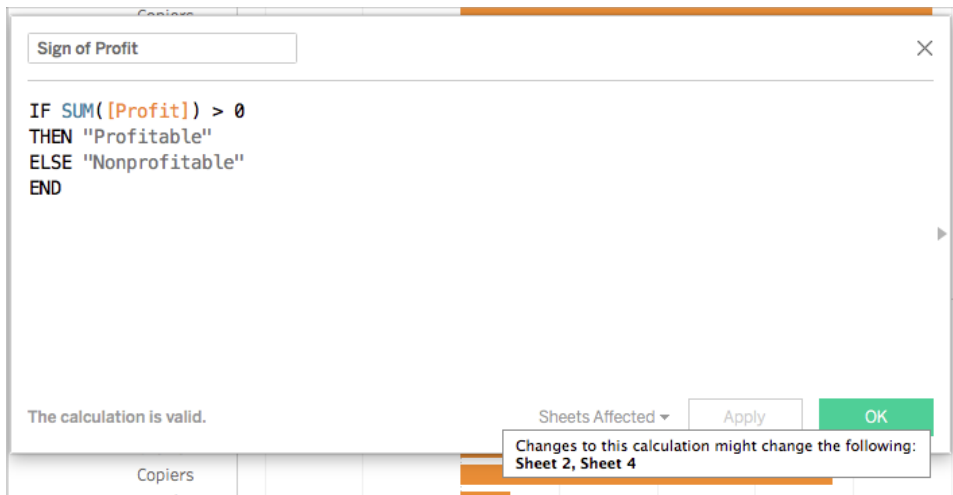 Copiers
Sign of Profit
IF SUM([Profit]) > 0
THEN "Profitable"
ELSE "Nonprofitable"
END
The calculation is valid.
Sheets Affected
Apply
OK
Changes to this calculation might change the following:
Sheet 2, Sheet 4
Copiers